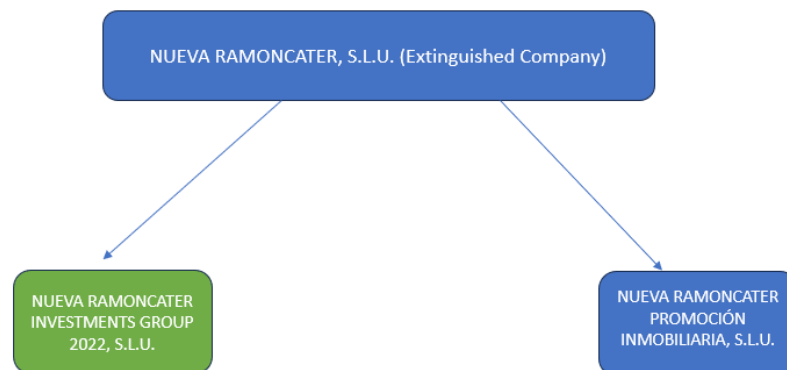 NUEVA RAMONCATER, S.L.U. (Extinguished Company)
NUEVA RAMONCATER
INVESTMENTS GROUP
2022, S.L.U.
NUEVA RAMONCATER
PROMOCIÓN
INMOBILIARIA, S.L.U.